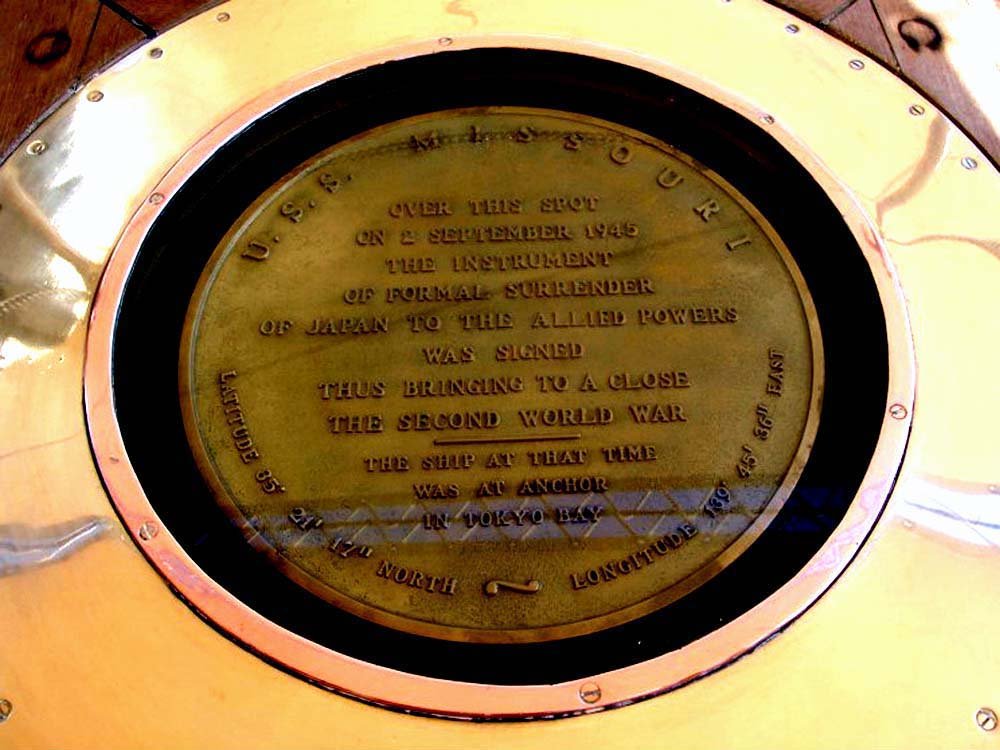 U. S. S. MISSOURI
OVER THIS SPOT
ON 2 SEPTEMBER 1945
THE INSTRUMENT
OF FORMAL SURRENDER
OF JAPAN TO THE ALLIED POWERS
WAS SIGNED
THUS BRINGING TO A CLOSE
THE SECOND WORLD WAR
THE SHIP AT THAT TIME
WAS AT ANCHOR
IN TOKYO BAY
LATITUDE 35° 21' 17" NORTH
LONGITUDE 139° 45' 36" EAST